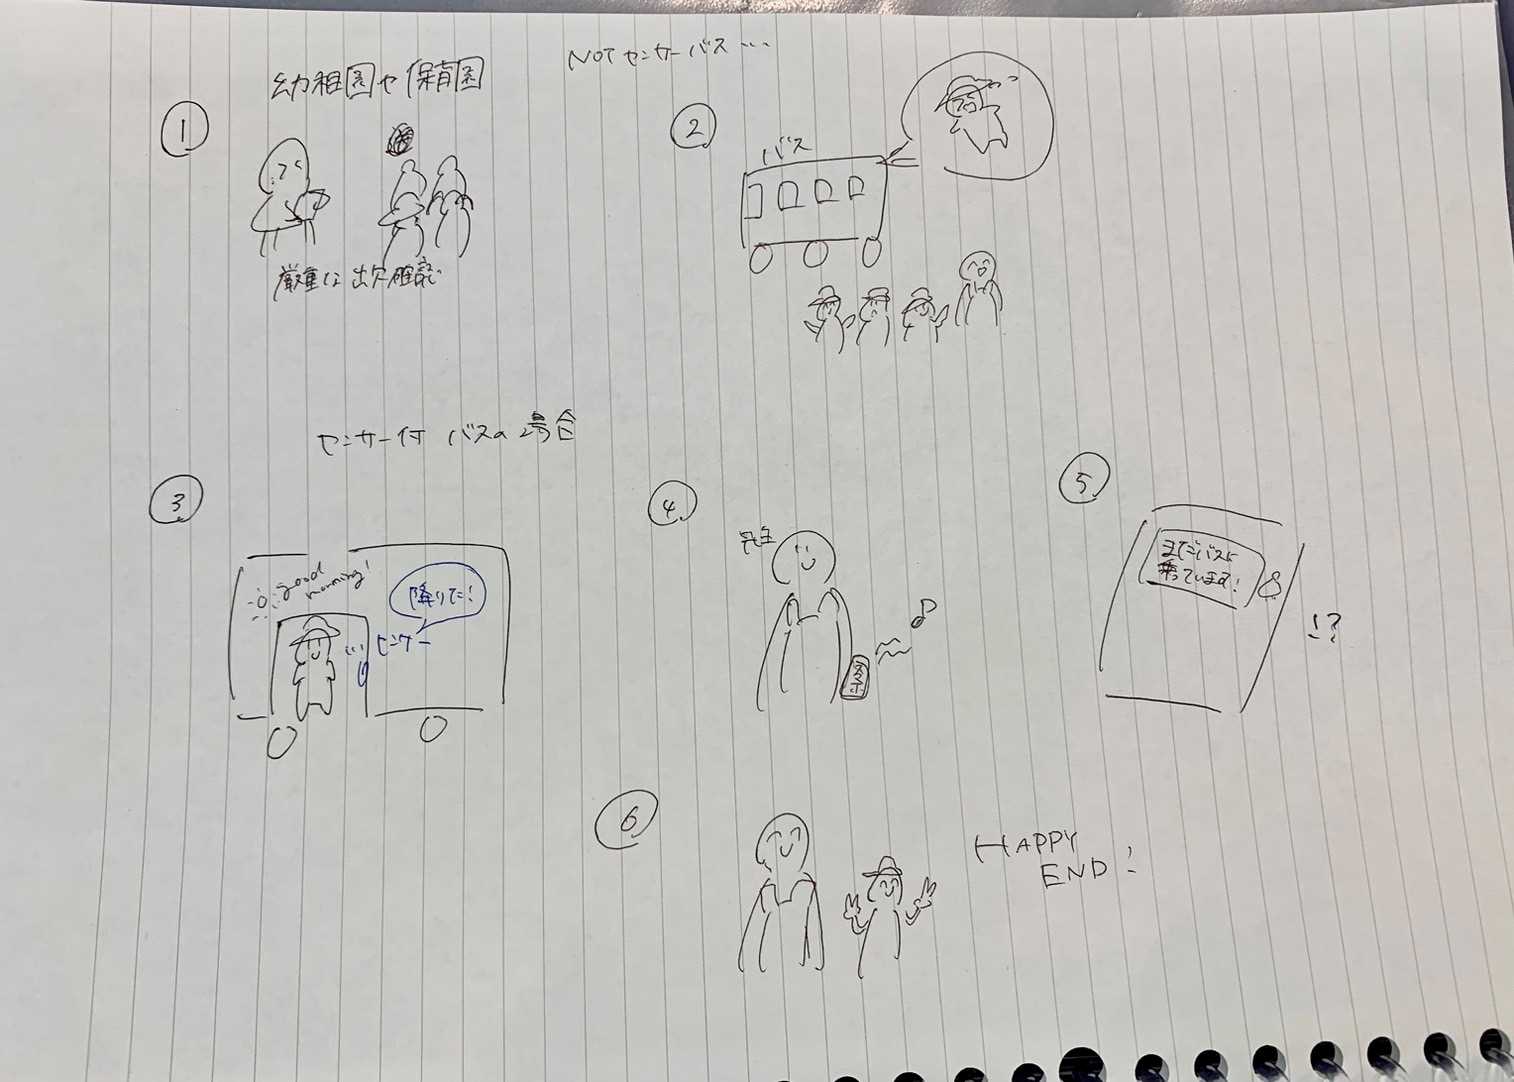 幼稚園や保育園
NOTセンサーバス…
①
厳重な出欠確認
②
バス
センサー付バスの場合
③
good
morning!
降りた!
センサー
④
先生
⑤
まだバスに
乗っています!
!?
⑥
HAPPY
END!